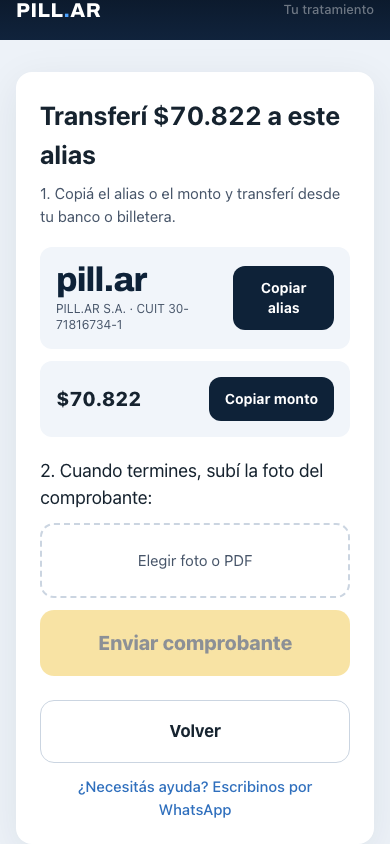 PILL.AR
Tu tratamiento
Transferí $70.822 a este
alias
1. Copiá el alias o el monto y transferí desde
tu banco o billetera.
pill.ar
PILL.AR S.A. · CUIT 30-
71816734-1
Copiar
alias
$70.822
Copiar monto
2. Cuando termines, subí la foto del
comprobante:
Elegir foto o PDF
Enviar comprobante
Volver
¿Necesitás ayuda? Escribinos por
WhatsApp